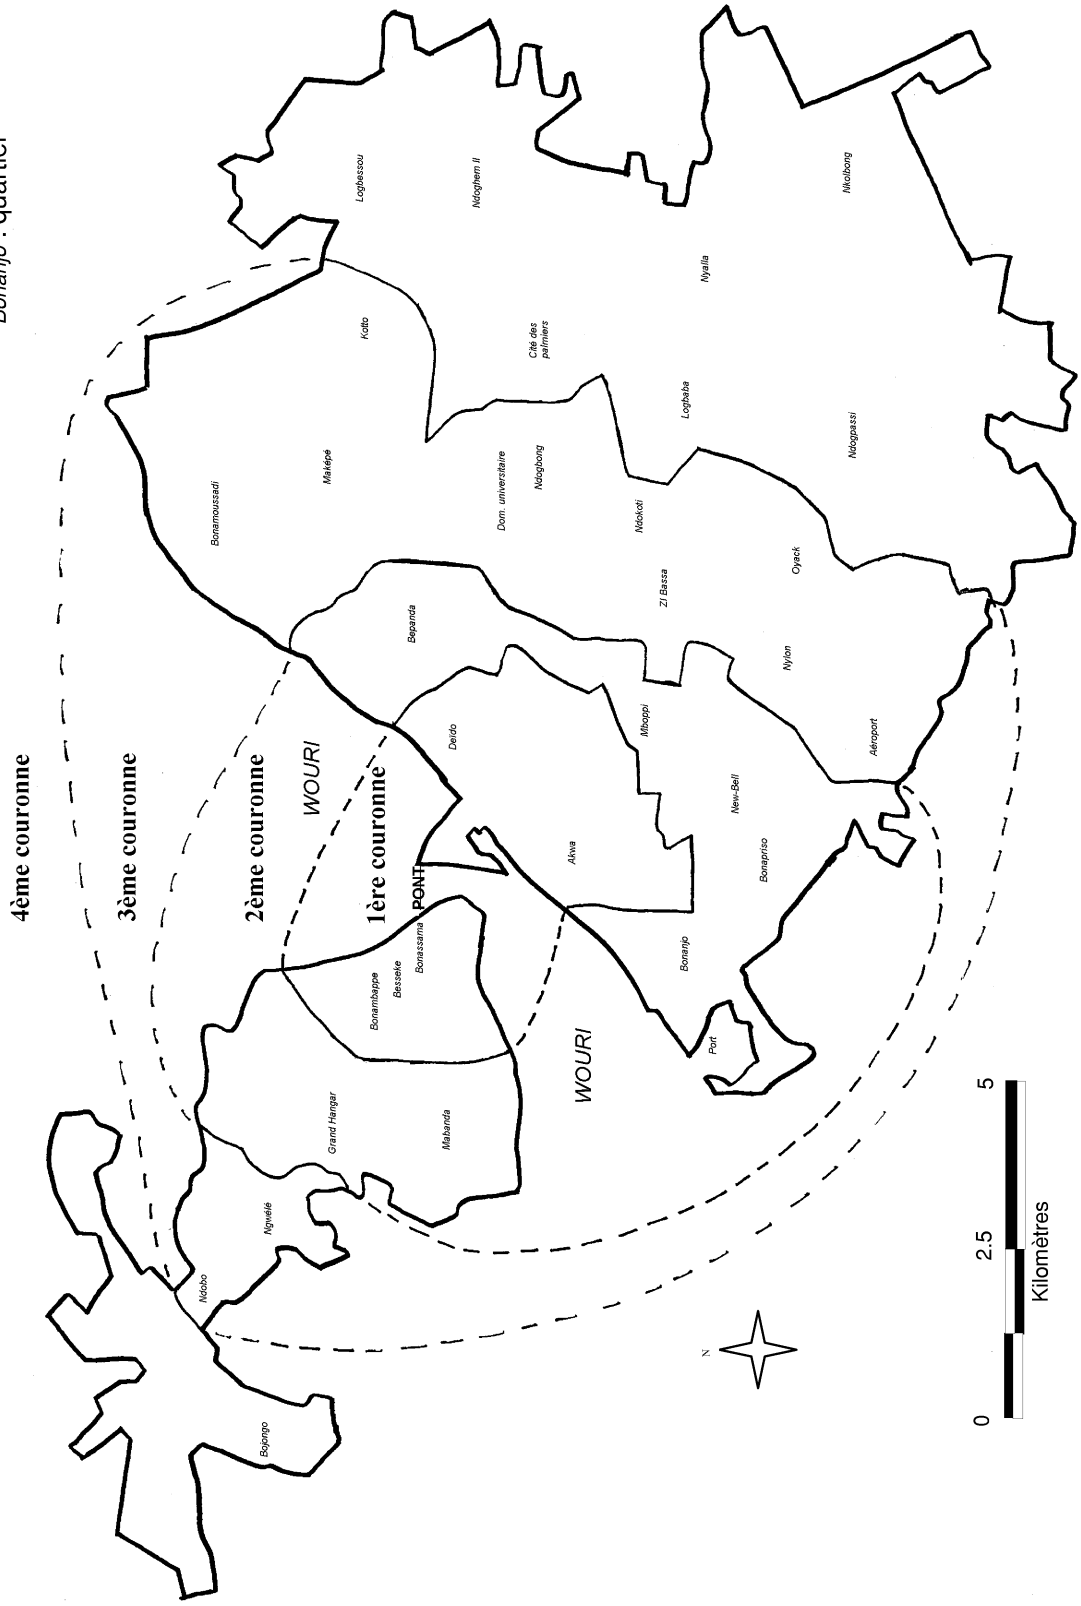 Bonanjo : quartier
4ème couronne
3ème couronne
2ème couronne
WOURI
1ère couronne
PONT
WOURI
Logbessou
Ndoghem II
Nkolbong
Nyalla
Kotto
Cité des
palmiers
Logbaba
Ndogpassi
Bonamoussadi
Maképé
Dom. universitaire
Ndogbong
Ndokoti
Oyack
ZI Bassa
Bepanda
Nylon
Deïdo
Mboppi
Aéroport
New-Bell
Akwa
Bonapriso
Bonanjo
Bonassama
Besseke
Bonambappe
Port
Grand Hangar
Mabanda
Ngwélé
Ndobo
Bojongo
N
0
2.5
5
Kilomètres